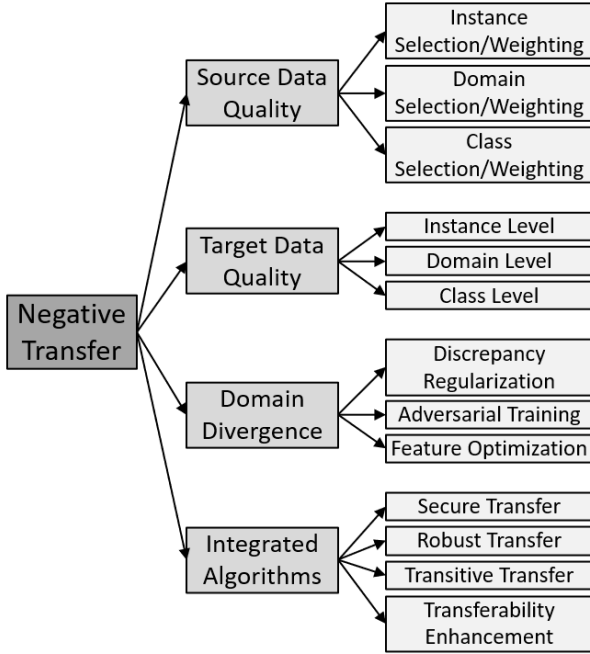 Negative
Transfer
Source Data
Quality
Instance
Selection/Weighting
Domain
Selection/Weighting
Class
Selection/Weighting
Target Data
Quality
Instance Level
Domain Level
Class Level
Domain
Divergence
Discrepancy
Regularization
Adversarial Training
Feature Optimization
Integrated
Algorithms
Secure Transfer
Robust Transfer
Transitive Transfer
Transferability
Enhancement